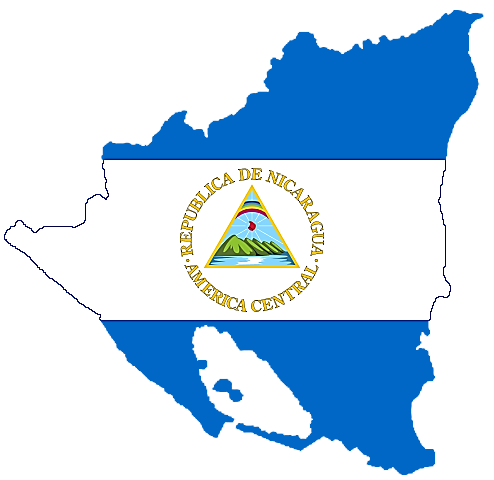 REPUBLICA DE NICARAGUA
· AMERICA CENTRAL ·